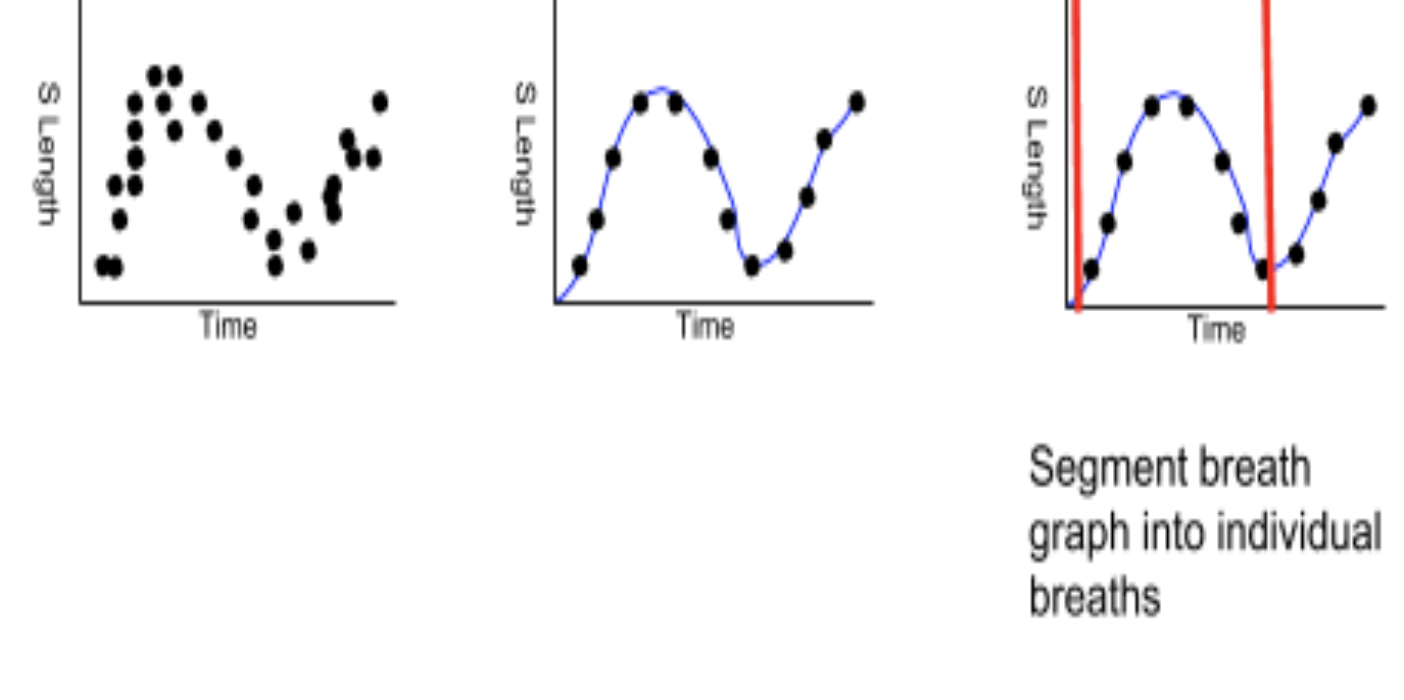 S Length
Time
S Length
Time
S Length
Time
Segment breath
graph into individual
breaths